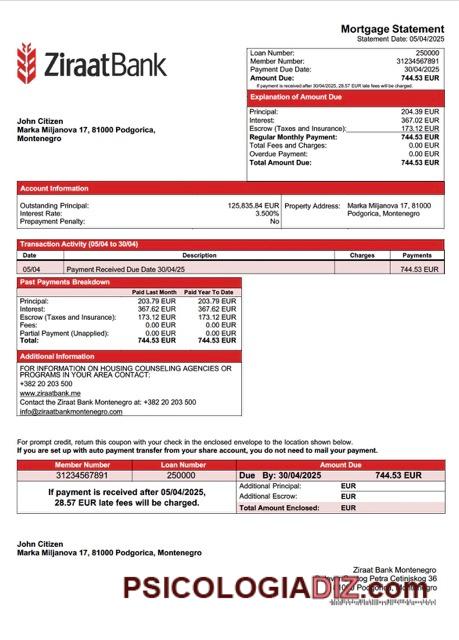 Mortgage Statement
Statement Date: 05/04/2025
ZiraatBank
Loan Number: 250000
Member Number: 31234567891
Payment Due Date: 30/04/2025
Amount Due: 744.53 EUR
If payment is received after 30/04/2025, 28.57 EUR late fees will be charged.
Explanation of Amount Due
Principal: 204.39 EUR
Interest: 367.02 EUR
Escrow (Taxes and Insurance): 173.12 EUR
Regular Monthly Payment: 744.53 EUR
Total Fees and Charges: 0.00 EUR
Overdue Payment: 0.00 EUR
Total Amount Due: 744.53 EUR
John Citizen
Marka Miljanova 17, 81000 Podgorica,
Montenegro
Account Information
Outstanding Principal: 125,835.84 EUR
Interest Rate: 3.500%
Prepayment Penalty: No
Property Address: Marka Miljanova 17, 81000
Podgorica, Montenegro
Transaction Activity (05/04 to 30/04)
Date Description Charges Payments
05/04 Payment Received Due Date 30/04/25 744.53 EUR
Past Payments Breakdown
Paid Last Month Paid Year To Date
Principal: 203.79 EUR 203.79 EUR
Interest: 367.62 EUR 367.62 EUR
Escrow (Taxes and Insurance): 173.12 EUR 173.12 EUR
Fees: 0.00 EUR 0.00 EUR
Partial Payment (Unapplied): 0.00 EUR 0.00 EUR
Total: 744.53 EUR 744.53 EUR
Additional Information
FOR INFORMATION ON HOUSING COUNSELING AGENCIES OR
PROGRAMS IN YOUR AREA CONTACT:
+382 20 203 500
www.ziraatbank.me
Contact the Ziraat Bank Montenegro at: +382 20 203 500
info@ziraatbankmontenegro.com
For prompt credit, return this coupon with your check in the enclosed envelope to the location shown below.
If you are set up with auto payment transfer from your share account, you do not need to mail your payment.
Member Number Loan Number Amount Due
31234567891 250000 Due By: 30/04/2025 744.53 EUR
If payment is received after 05/04/2025,
28.57 EUR late fees will be charged.
Additional Principal: EUR
Additional Escrow: EUR
Total Amount Enclosed: EUR
John Citizen
Marka Miljanova 17, 81000 Podgorica, Montenegro
Ziraat Bank Montenegro
Petra Cetinjskog 36
Podgorica, Montenegro
PSICOLOGIADIZ.com